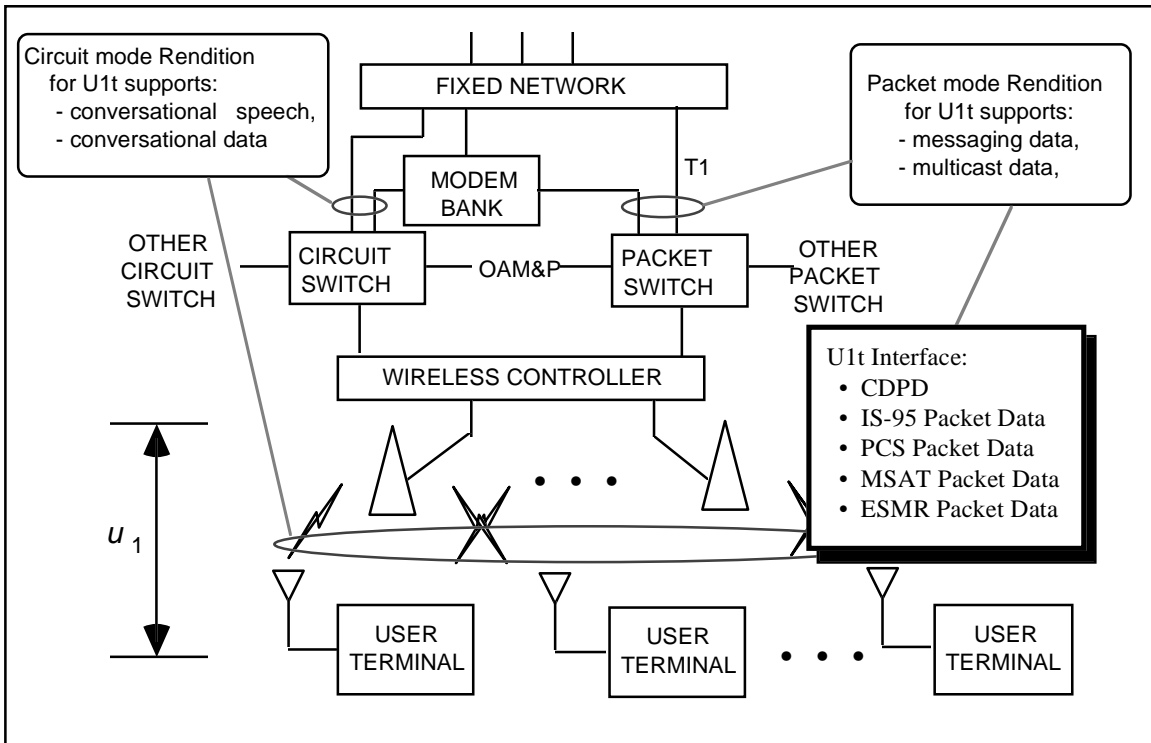 Circuit mode Rendition
for U1t supports:
- conversational speech,
- conversational data
FIXED NETWORK
Packet mode Rendition
for U1t supports:
- messaging data,
- multicast data,
T1
MODEM
BANK
OTHER
CIRCUIT
SWITCH
CIRCUIT
SWITCH
OAM&P
PACKET
SWITCH
OTHER
PACKET
SWITCH
WIRELESS CONTROLLER
U1t Interface:
• CDPD
• IS-95 Packet Data
• PCS Packet Data
• MSAT Packet Data
• ESMR Packet Data
u 1
USER
TERMINAL
USER
TERMINAL
USER
TERMINAL